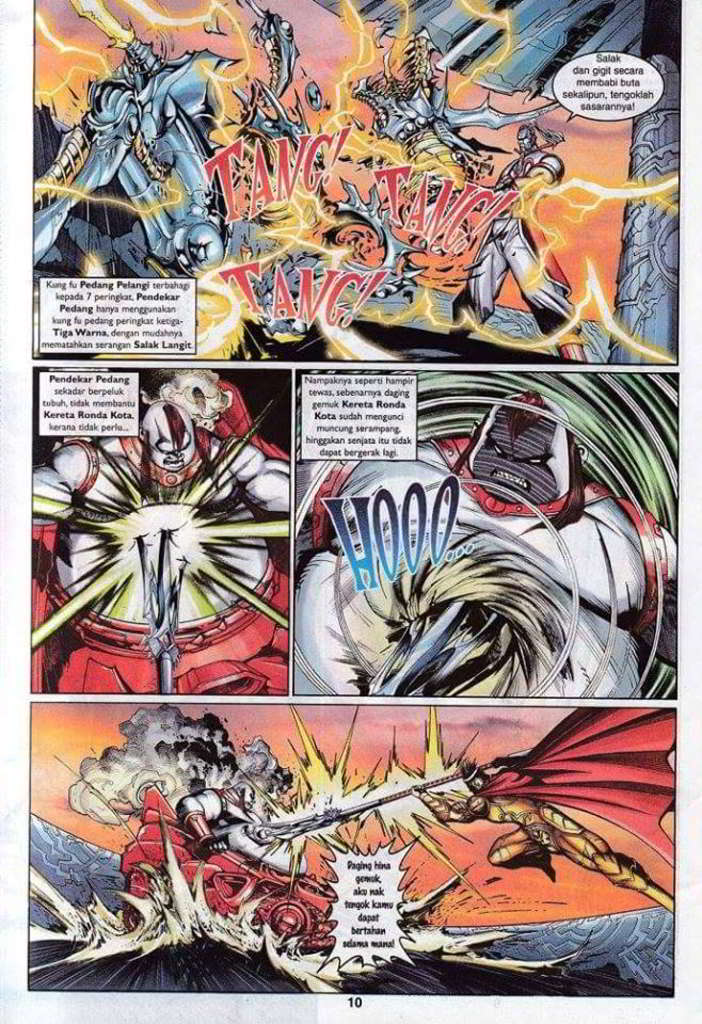 Salak
dan gigit secara
membabi buta
sekalipun, tengoklah
sasarannya!
TANG!
TANG!
TANG!
Kung fu Pedang Pelangi terbahagi
kepada 7 peringkat, Pendekar
Pedang hanya menggunakan
kung fu pedang peringkat ketiga-
Tiga Warna, dengan mudahnya
mematahkan serangan Salak Langit.
Pendekar Pedang
sekadar berpeluk
tubuh, tidak membantu
Kereta Ronda Kota,
kerana tidak perlu...
Nampaknya seperti hampir
tewas, sebenarnya daging
gemuk Kereta Ronda
Kota sudah mengunci
muncung serampang,
hinggakan senjata itu tidak
dapat bergerak lagi.
HOOO...
Daging hina
gemuk,
aku nak
tengok kamu
dapat
bertahan
selama mana!
10